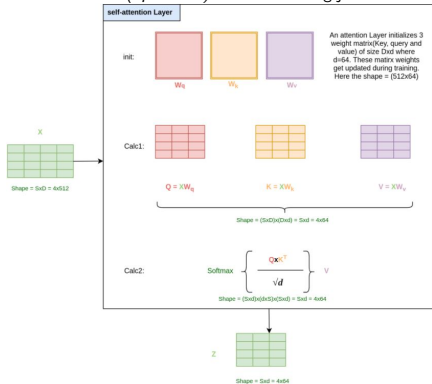 self-attention Layer
init:
Wq
Wk
Wv
An attention Layer initializes 3
weight matrix(Key, query and
value) of size Dxd where
d=64. These matirx weights
get updated during training.
Here the shape = (512x64)
X
Shape = SxD = 4x512
Calc1:
Q = XWq
K = XWk
V = XWv
Shape = (SxD)x(Dxd) = Sxd = 4x64
Calc2:
Softmax { QxK^T / √d } V
Shape = (Sxd)x(dxS)x(Sxd) = Sxd = 4x64
Z
Shape = Sxd = 4x64